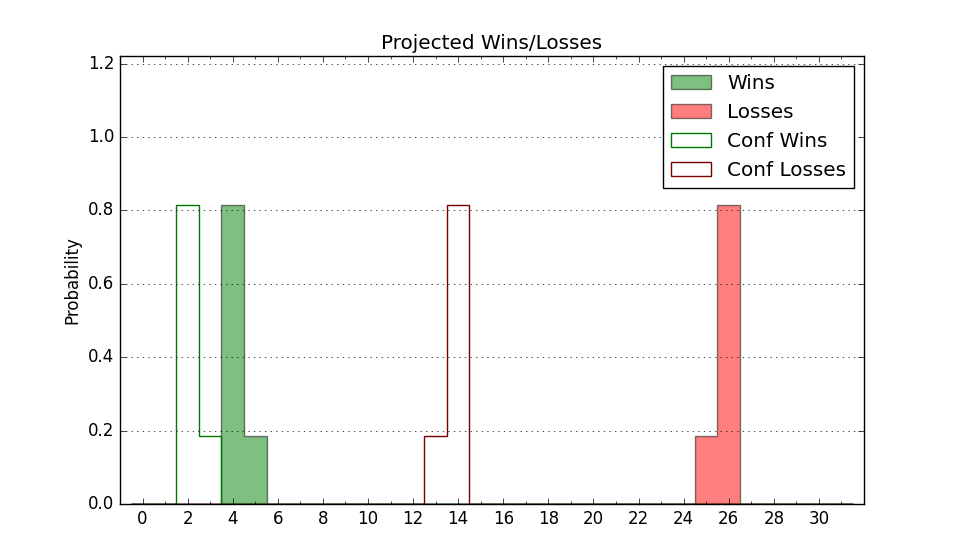 Projected Wins/Losses
1.2
1.0
0.8
0.6
0.4
0.2
0.0
Probability
Wins
Losses
Conf Wins
Conf Losses
0 2 4 6 8 10 12 14 16 18 20 22 24 26 28 30